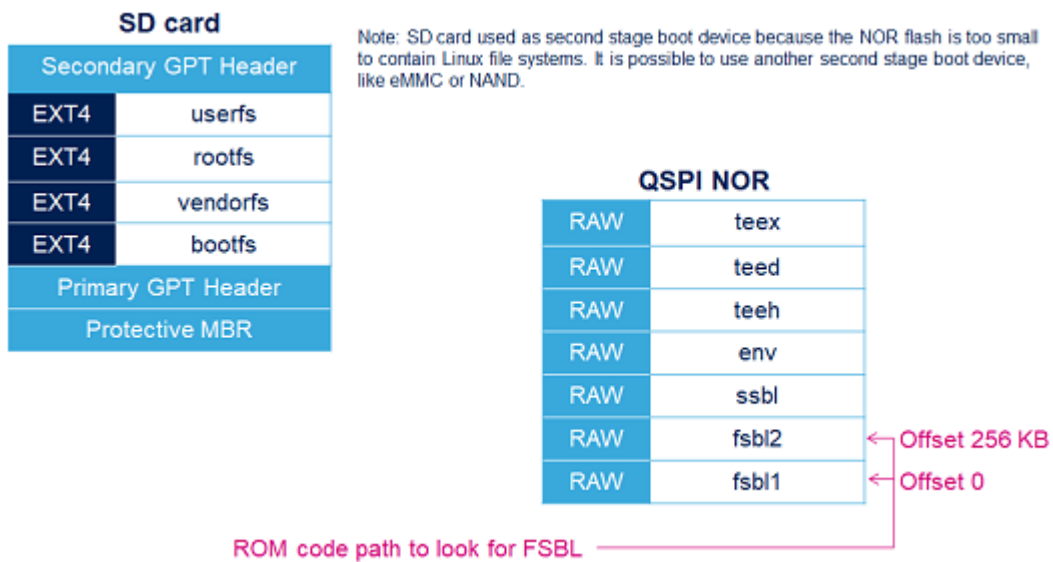 SD card
Secondary GPT Header
EXT4 userfs
EXT4 rootfs
EXT4 vendorfs
EXT4 bootfs
Primary GPT Header
Protective MBR
Note: SD card used as second stage boot device because the NOR flash is too small
to contain Linux file systems. It is possible to use another second stage boot device,
like eMMC or NAND.
QSPI NOR
RAW teex
RAW teed
RAW teeh
RAW env
RAW ssbl
RAW fsbl2 Offset 256 KB
RAW fsbl1 Offset 0
ROM code path to look for FSBL